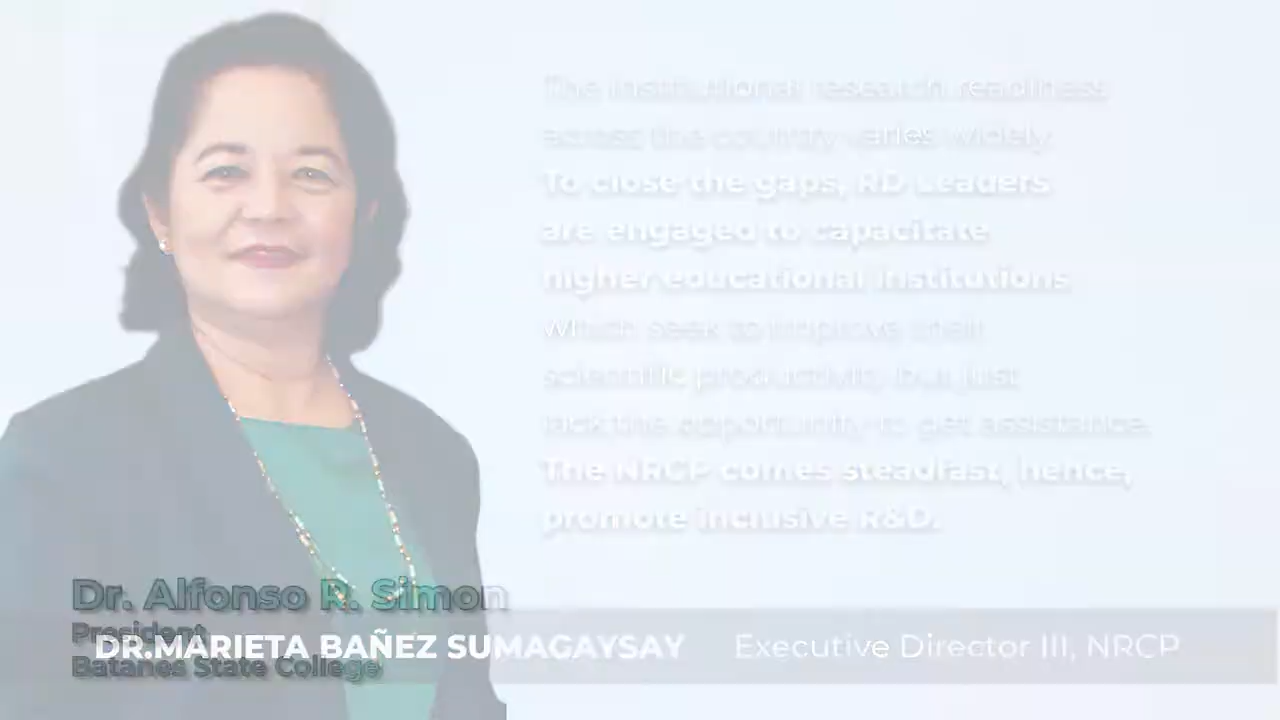 The institutional research readiness
across the country varies widely.
To close the gaps, RD Leaders
are engaged to capacitate
higher educational institutions
which seek to improve their
scientific productivity but just
lack the opportunity to get assistance.
The NRCP comes steadfast, hence,
promote inclusive R&D.
Dr. Alfonso R. Simon
President
Batanes State College
DR.MARIETA BAÑEZ SUMAGAYSAY Executive Director III, NRCP